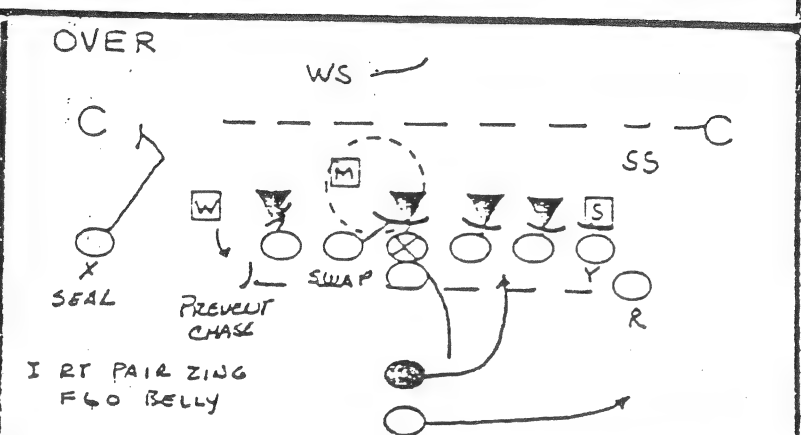 OVER
WS
C
C
SS
M
W
S
X
SWAP
Y
SEAL
PREVENT
CHASE
R
I RT PAIR ZING
F60 BELLY